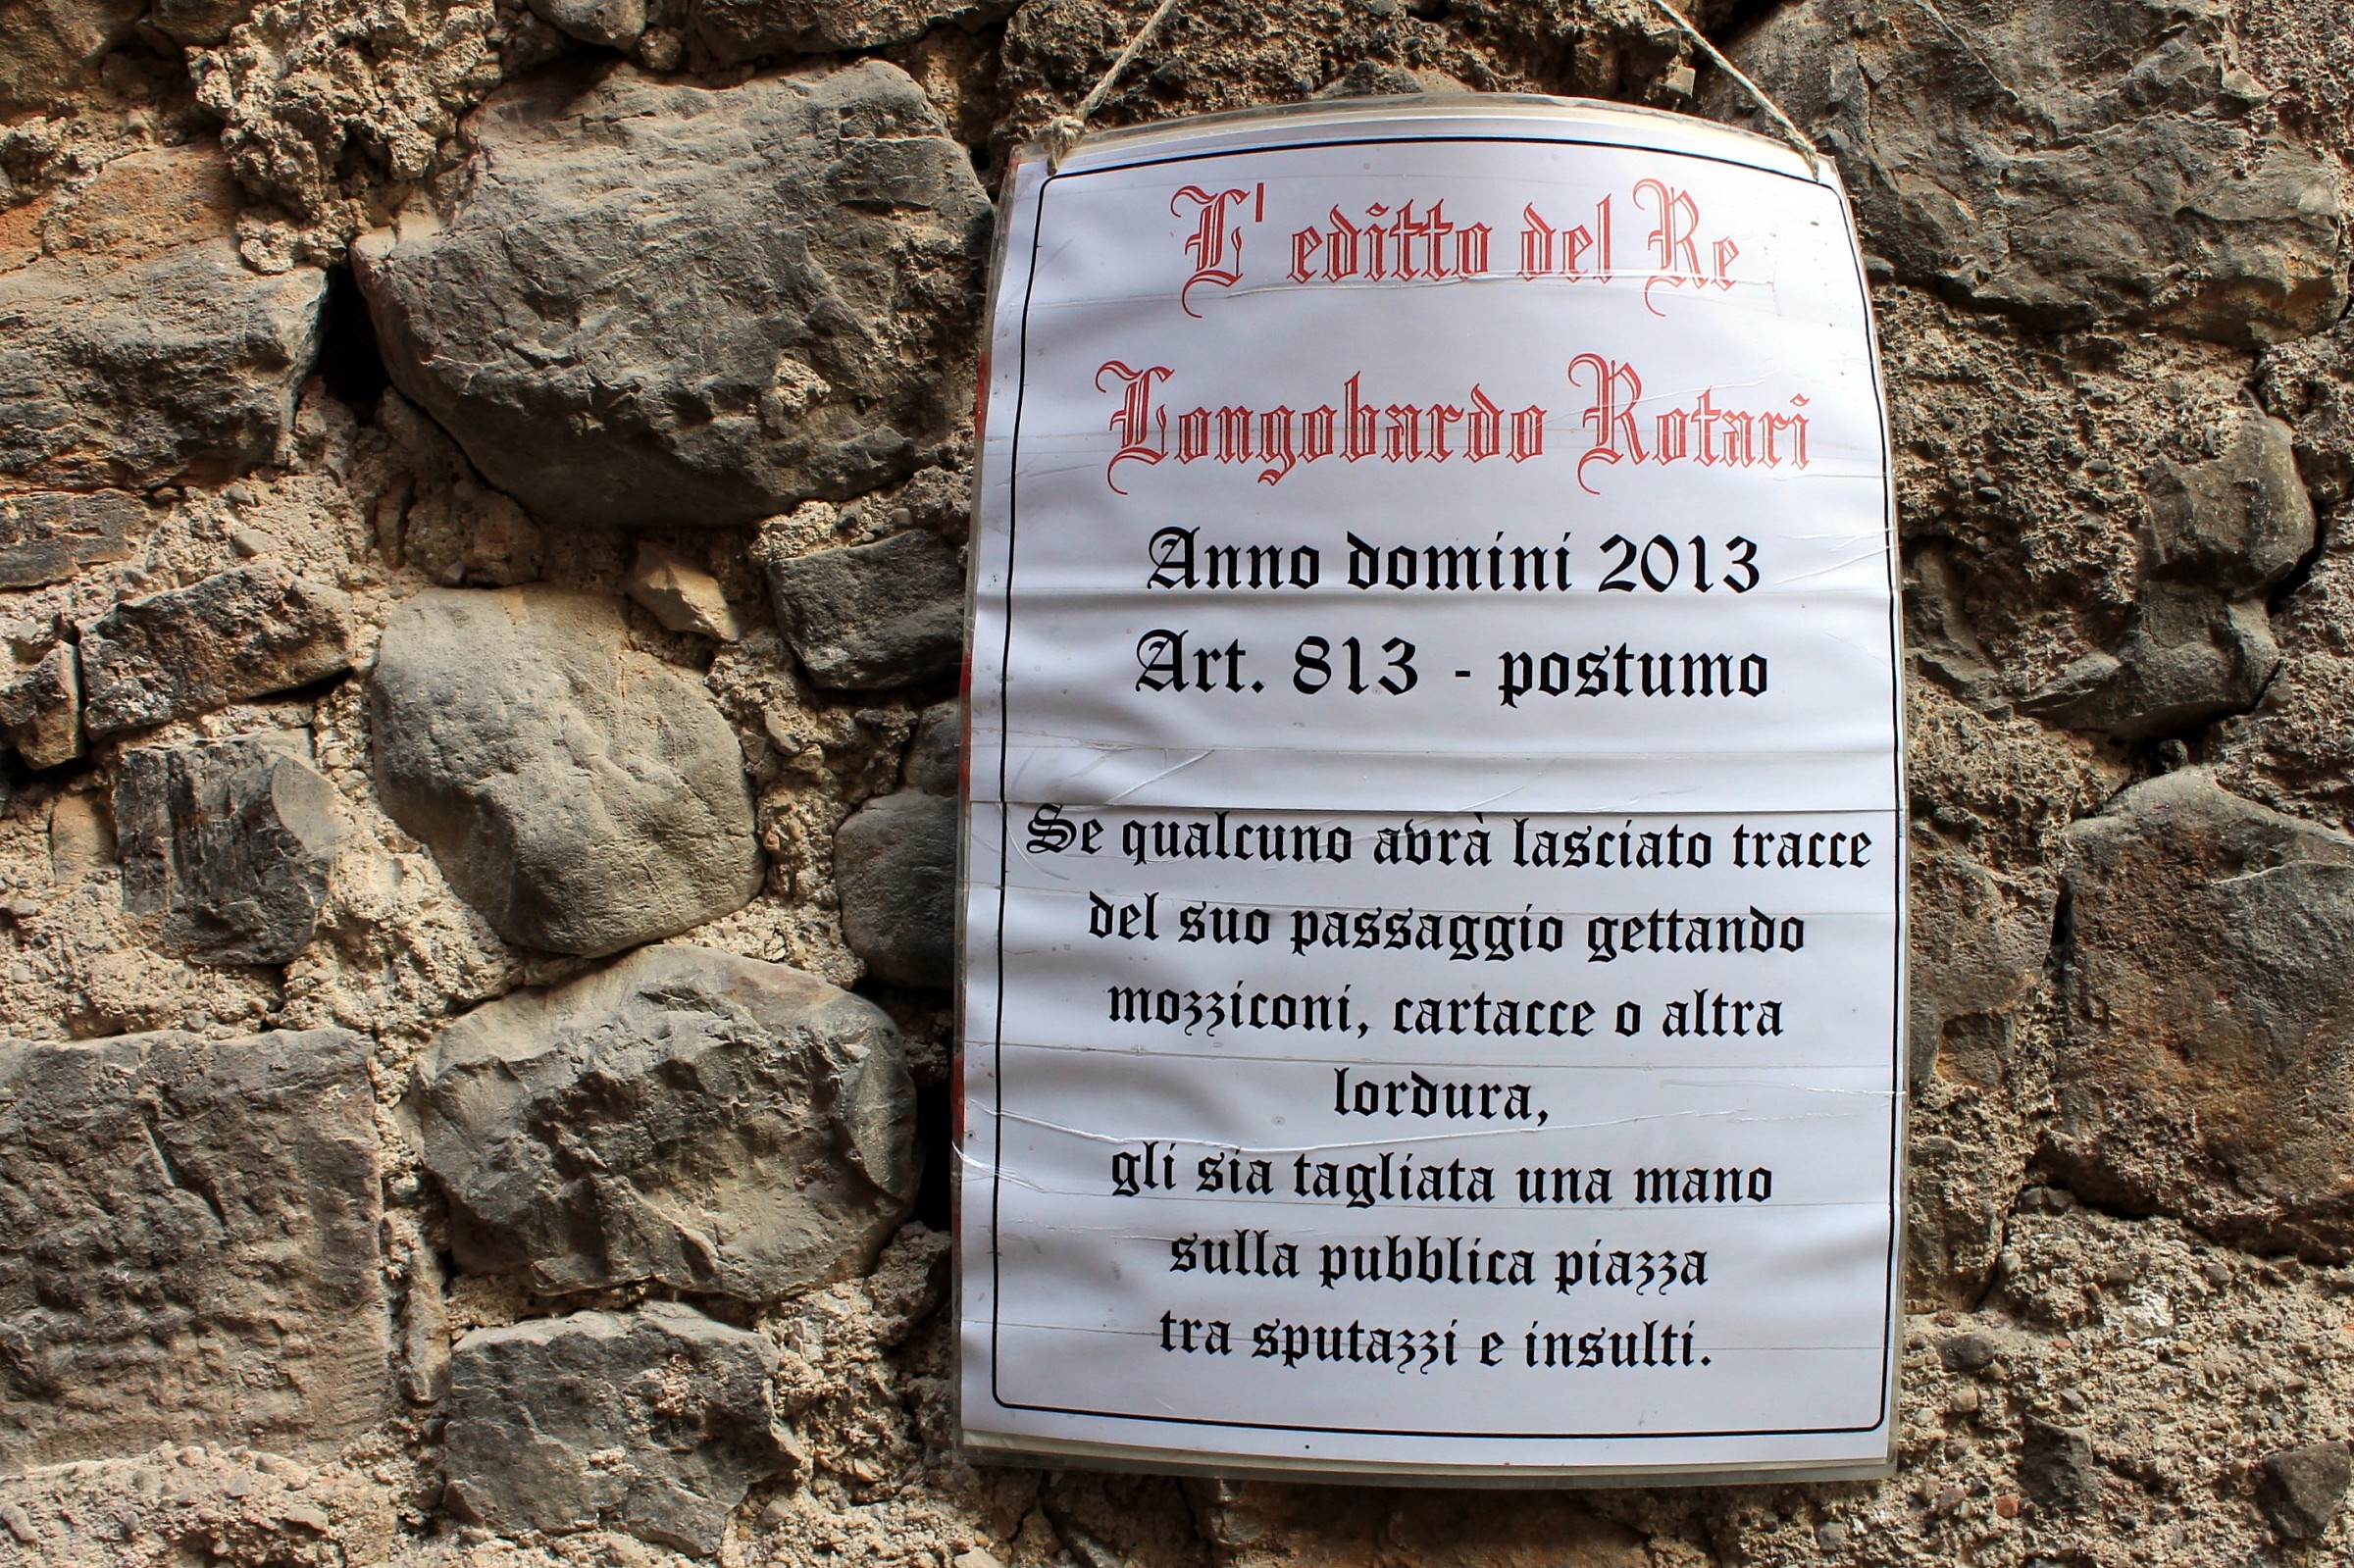 L' editto del Re
Longobardo Rotari
Anno domini 2013
Art. 813 - postumo
Se qualcuno avrà lasciato tracce
del suo passaggio gettando
mozziconi, cartacce o altra
lordura,
gli sia tagliata una mano
sulla pubblica piazza
tra sputazzi e insulti.